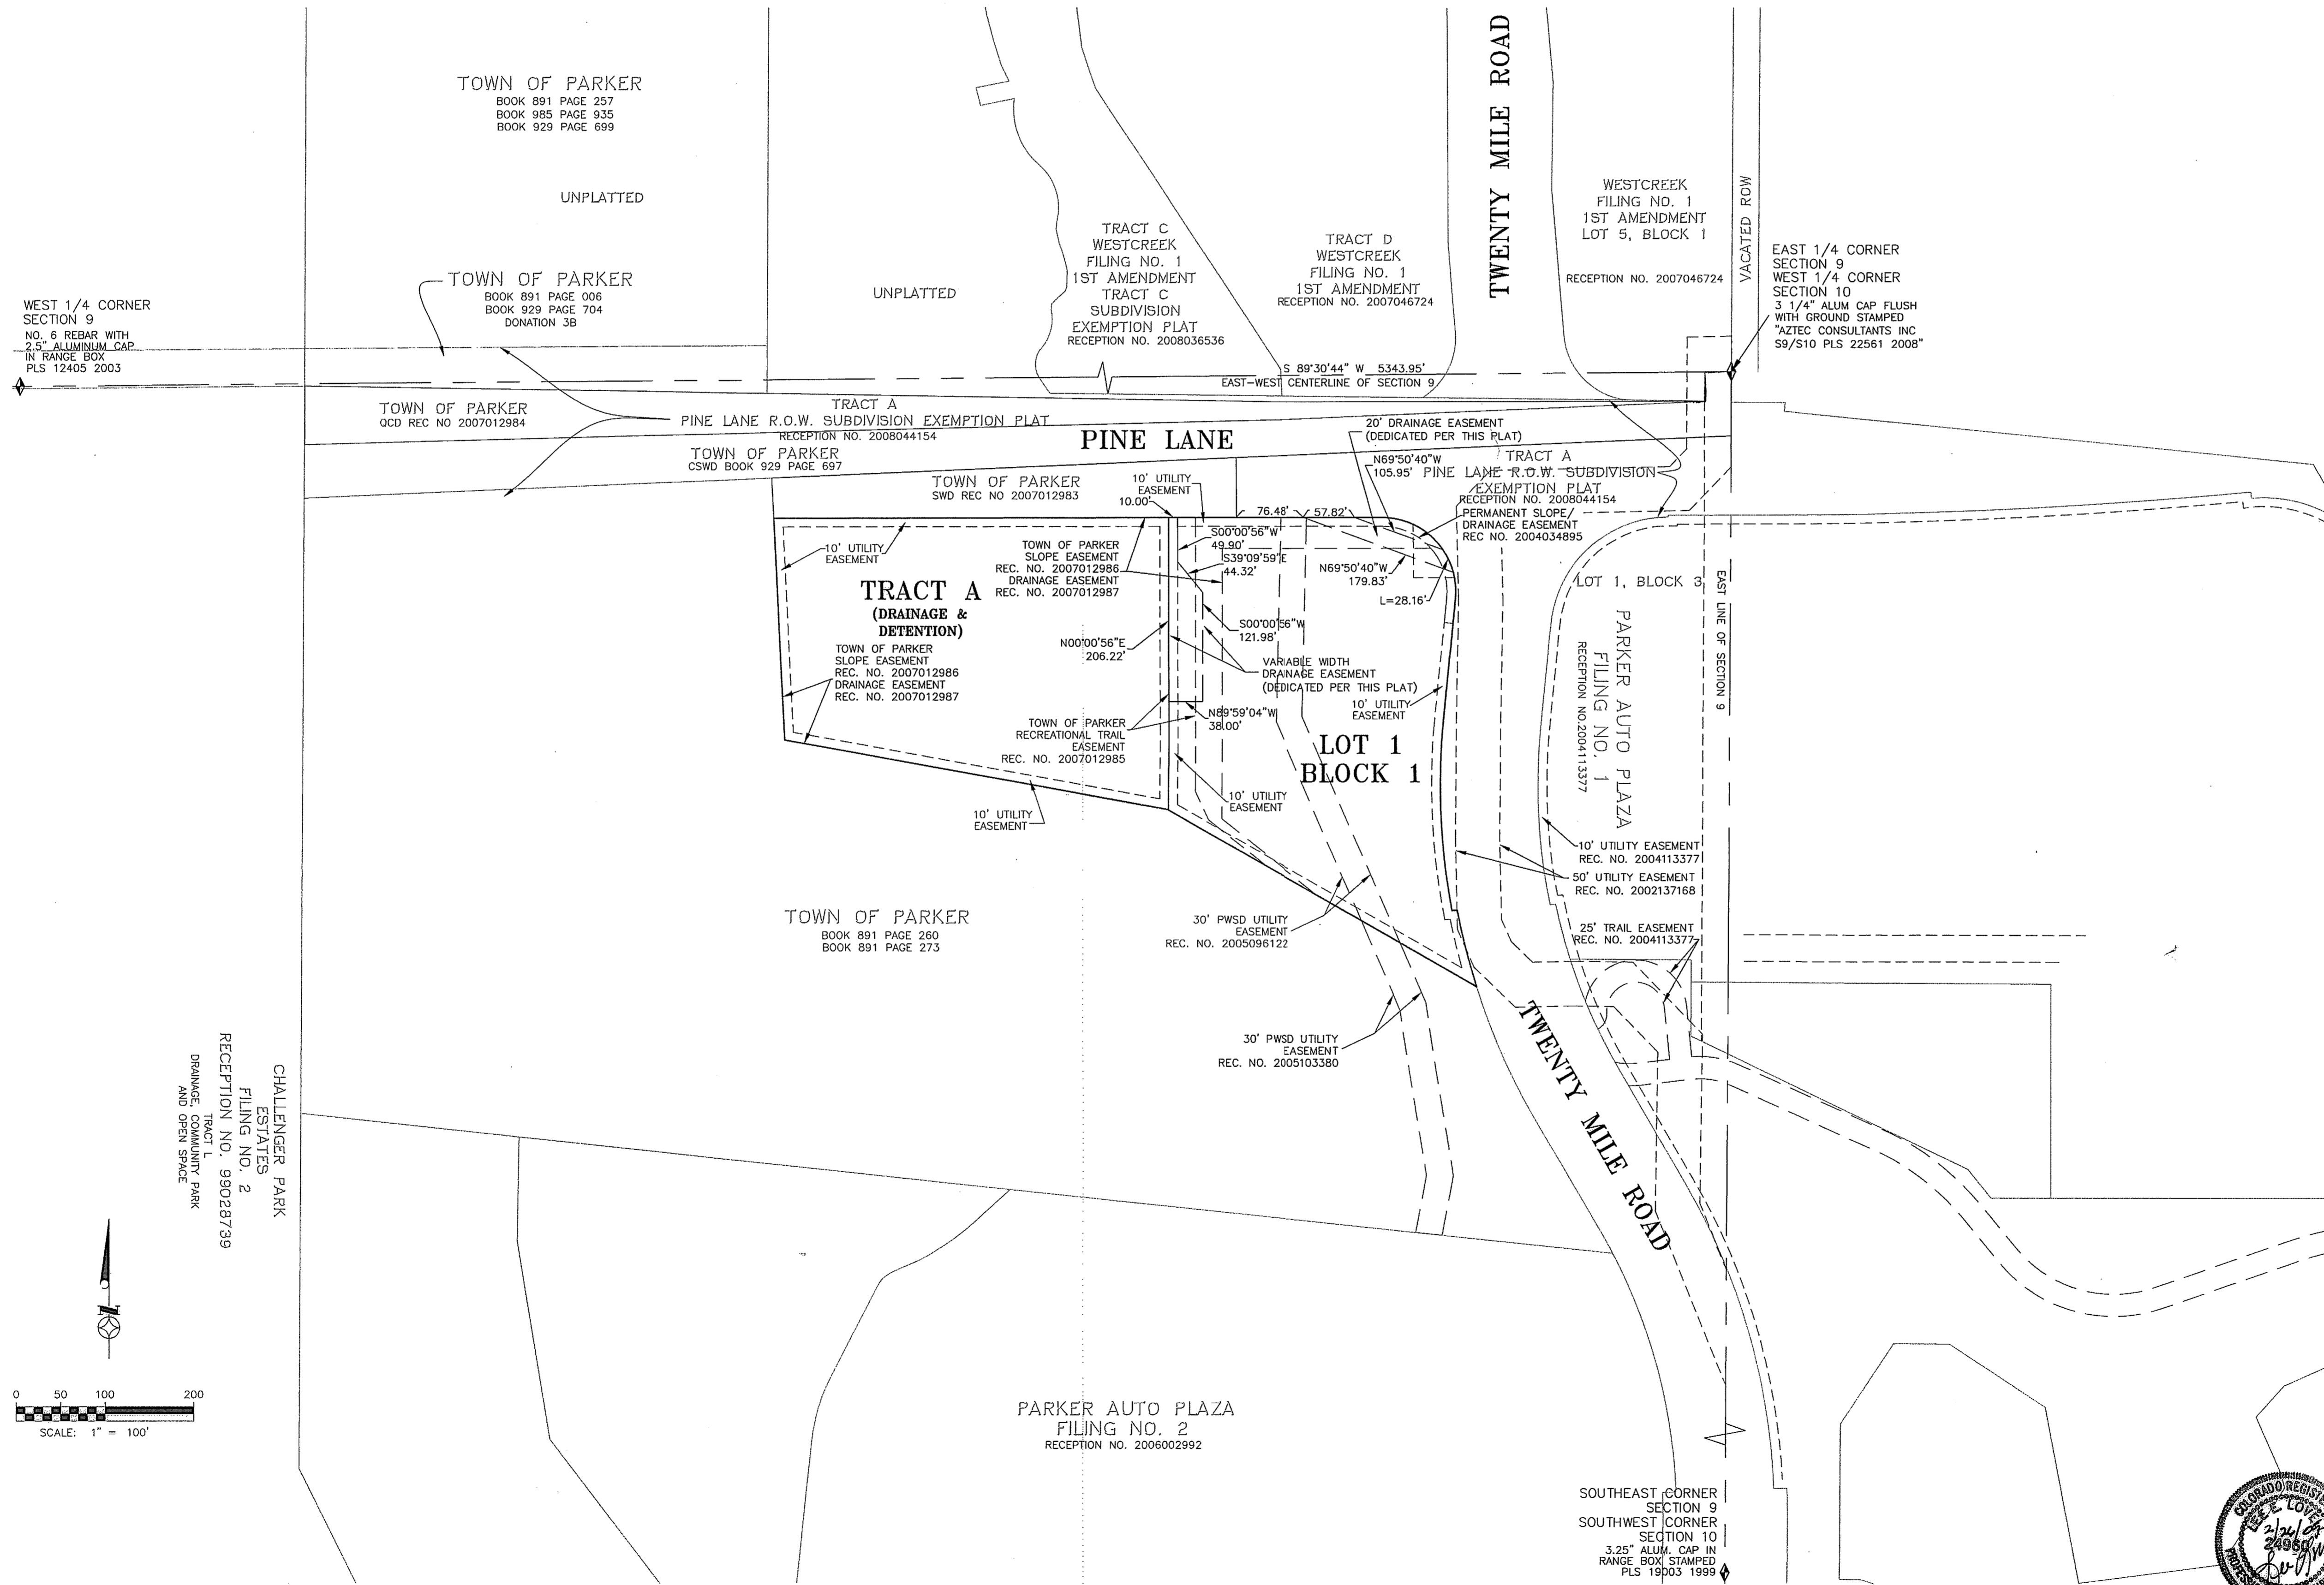 TOWN OF PARKER
BOOK 891 PAGE 257
BOOK 985 PAGE 935
BOOK 929 PAGE 699
UNPLATTED
TOWN OF PARKER
BOOK 891 PAGE 006
BOOK 929 PAGE 704
DONATION 3B
WEST 1/4 CORNER
SECTION 9
NO. 6 REBAR WITH
2.5" ALUMINUM CAP
IN RANGE BOX
PLS 12405 2003
UNPLATTED
TRACT C
WESTCREEK
FILING NO. 1
1ST AMENDMENT
TRACT C
SUBDIVISION
EXEMPTION PLAT
RECEPTION NO. 2008036536
TRACT D
WESTCREEK
FILING NO. 1
1ST AMENDMENT
RECEPTION NO. 2007046724
TWENTY MILE ROAD
WESTCREEK
FILING NO. 1
1ST AMENDMENT
LOT 5, BLOCK 1
RECEPTION NO. 2007046724
VACATED ROW
EAST 1/4 CORNER
SECTION 9
WEST 1/4 CORNER
SECTION 10
3 1/4" ALUM CAP FLUSH
WITH GROUND STAMPED
"AZTEC CONSULTANTS INC
S9/S10 PLS 22561 2008"
S 89°30'44" W 5343.95'
EAST-WEST CENTERLINE OF SECTION 9
TOWN OF PARKER
QCD REC NO 2007012984
TRACT A
PINE LANE R.O.W. SUBDIVISION EXEMPTION PLAT
RECEPTION NO. 2008044154
PINE LANE
TOWN OF PARKER
CSWD BOOK 929 PAGE 697
TOWN OF PARKER
SWD REC NO 2007012983
10' UTILITY
EASEMENT
10.00'
20' DRAINAGE EASEMENT
(DEDICATED PER THIS PLAT)
N69°50'40"W
105.95'
TRACT A
PINE LANE R.O.W. SUBDIVISION
EXEMPTION PLAT
RECEPTION NO. 2008044154
PERMANENT SLOPE/
DRAINAGE EASEMENT
REC NO. 2004034895
76.48'
57.82'
10' UTILITY
EASEMENT
TOWN OF PARKER
SLOPE EASEMENT
REC. NO. 2007012986
DRAINAGE EASEMENT
REC. NO. 2007012987
S00°00'56"W
49.90'
S39°09'59"E
44.32'
N69°50'40"W
179.83'
L=28.16'
TRACT A
(DRAINAGE &
DETENTION)
TOWN OF PARKER
SLOPE EASEMENT
REC. NO. 2007012986
DRAINAGE EASEMENT
REC. NO. 2007012987
N00°00'56"E
206.22'
S00°00'56"W
121.98'
VARIABLE WIDTH
DRAINAGE EASEMENT
(DEDICATED PER THIS PLAT)
10' UTILITY
EASEMENT
N89°59'04"W
38.00'
TOWN OF PARKER
RECREATIONAL TRAIL
EASEMENT
REC. NO. 2007012985
LOT 1
BLOCK 1
10' UTILITY
EASEMENT
10' UTILITY
EASEMENT
LOT 1, BLOCK 3
PARKER AUTO PLAZA
FILING NO. 1
RECEPTION NO.2004113377
EAST LINE OF SECTION 9
10' UTILITY EASEMENT
REC. NO. 2004113377
50' UTILITY EASEMENT
REC. NO. 2002137168
25' TRAIL EASEMENT
REC. NO. 2004113377
TOWN OF PARKER
BOOK 891 PAGE 260
BOOK 891 PAGE 273
30' PWSD UTILITY
EASEMENT
REC. NO. 2005096122
30' PWSD UTILITY
EASEMENT
REC. NO. 2005103380
TWENTY MILE ROAD
CHALLENGER PARK
ESTATES
FILING NO. 2
RECEPTION NO. 99028739
TRACT L
DRAINAGE, COMMUNITY PARK
AND OPEN SPACE
N
0 50 100 200
SCALE: 1" = 100'
PARKER AUTO PLAZA
FILING NO. 2
RECEPTION NO. 2006002992
SOUTHEAST CORNER
SECTION 9
SOUTHWEST CORNER
SECTION 10
3.25" ALUM. CAP IN
RANGE BOX STAMPED
PLS 19003 1999
COLORADO REGIST
LEE E. LOVE
24960